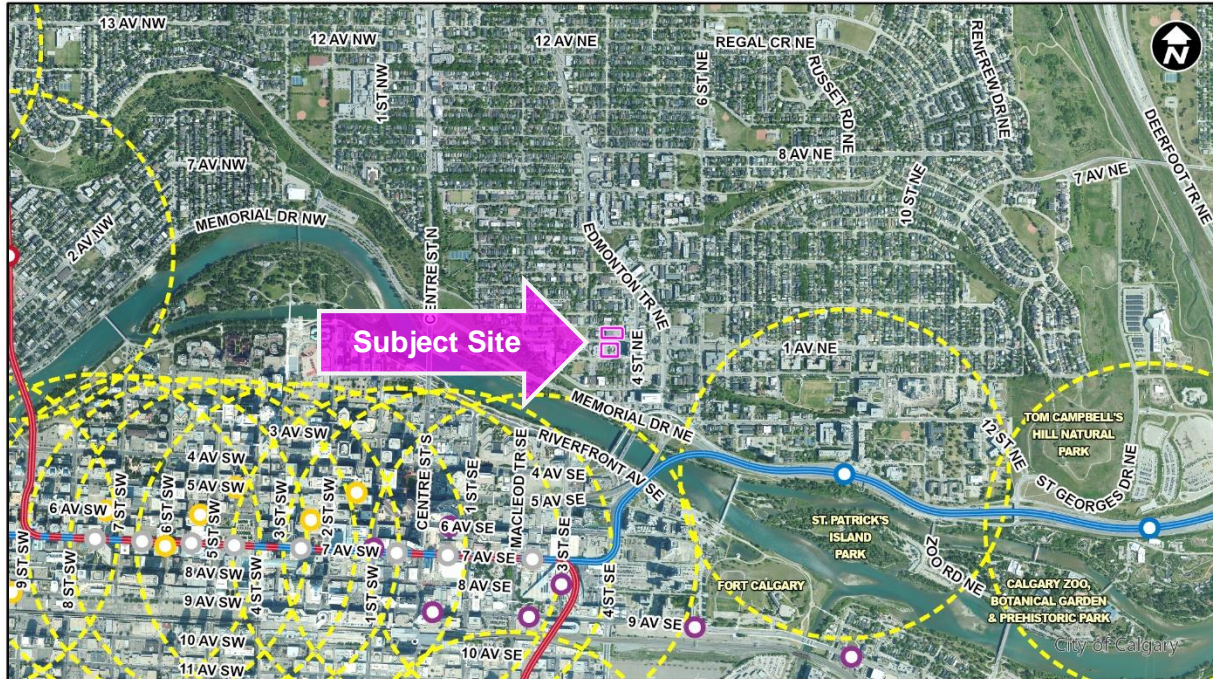 13 AV NW
12 AV NW
12 AV NE
REGAL CR NE
RENFREW DR NE
N
1 ST NW
6 ST NE
RUSSET RD NE
DEERFOOT TR NE
7 AV NW
8 AV NE
7 AV NE
10 ST NE
2 AV NW
MEMORIAL DR NW
EDMONTON TR NE
CENTRE ST N
Subject Site
4 ST NE
1 AV NE
MEMORIAL DR NE
RIVERFRONT AV SE
12 ST NE
TOM CAMPBELL'S
HILL NATURAL
PARK
ST GEORGES DR NE
3 AV SW
4 AV SW
5 AV SW
6 AV SW
9 ST SW
8 ST SW
7 ST SW
6 ST SW
5 ST SW
4 ST SW
3 ST SW
2 ST SW
1 ST SW
CENTRE ST S
1 ST SE
MACLEOD TR SE
4 AV SE
5 AV SE
6 AV SE
7 AV SW
7 AV SE
3 ST SE
4 ST SE
8 AV SW
8 AV SE
9 AV SW
9 AV SE
10 AV SW
10 AV SE
11 AV SW
ST. PATRICK'S
ISLAND
PARK
FORT CALGARY
ZOO RD NE
CALGARY ZOO,
BOTANICAL GARDEN
& PREHISTORIC PARK
City of Calgary